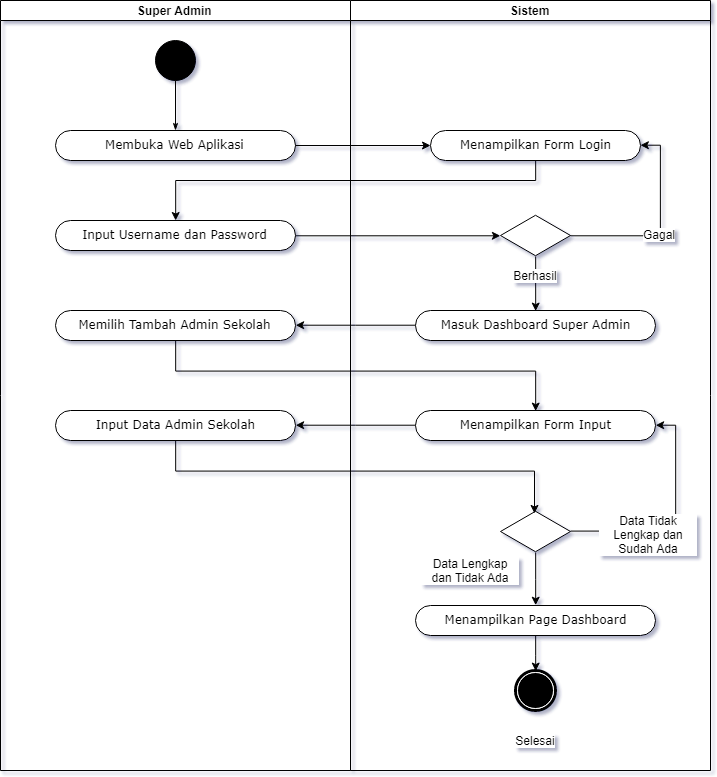 Super Admin
Sistem
Membuka Web Aplikasi
Menampilkan Form Login
Input Username dan Password
Gagal
Berhasil
Memilih Tambah Admin Sekolah
Masuk Dashboard Super Admin
Input Data Admin Sekolah
Menampilkan Form Input
Data Tidak
Lengkap dan
Sudah Ada
Data Lengkap
dan Tidak Ada
Menampilkan Page Dashboard
Selesai